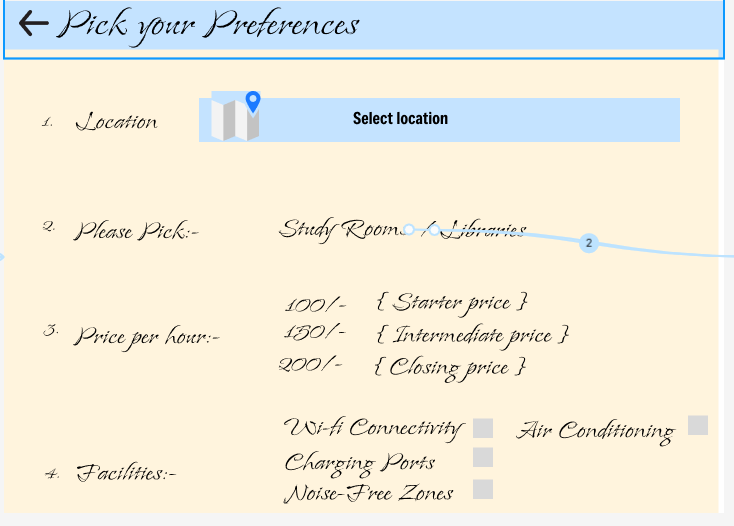 Pick your Preferences
1. Location Select location
2. Please Pick:- Study Rooms / Libraries
2
3. Price per hour:-
100/- { Starter price }
150/- { Intermediate price }
200/- { Closing price }
4. Facilities:-
Wi-fi Connectivity Air Conditioning
Charging Ports
Noise-Free Zones